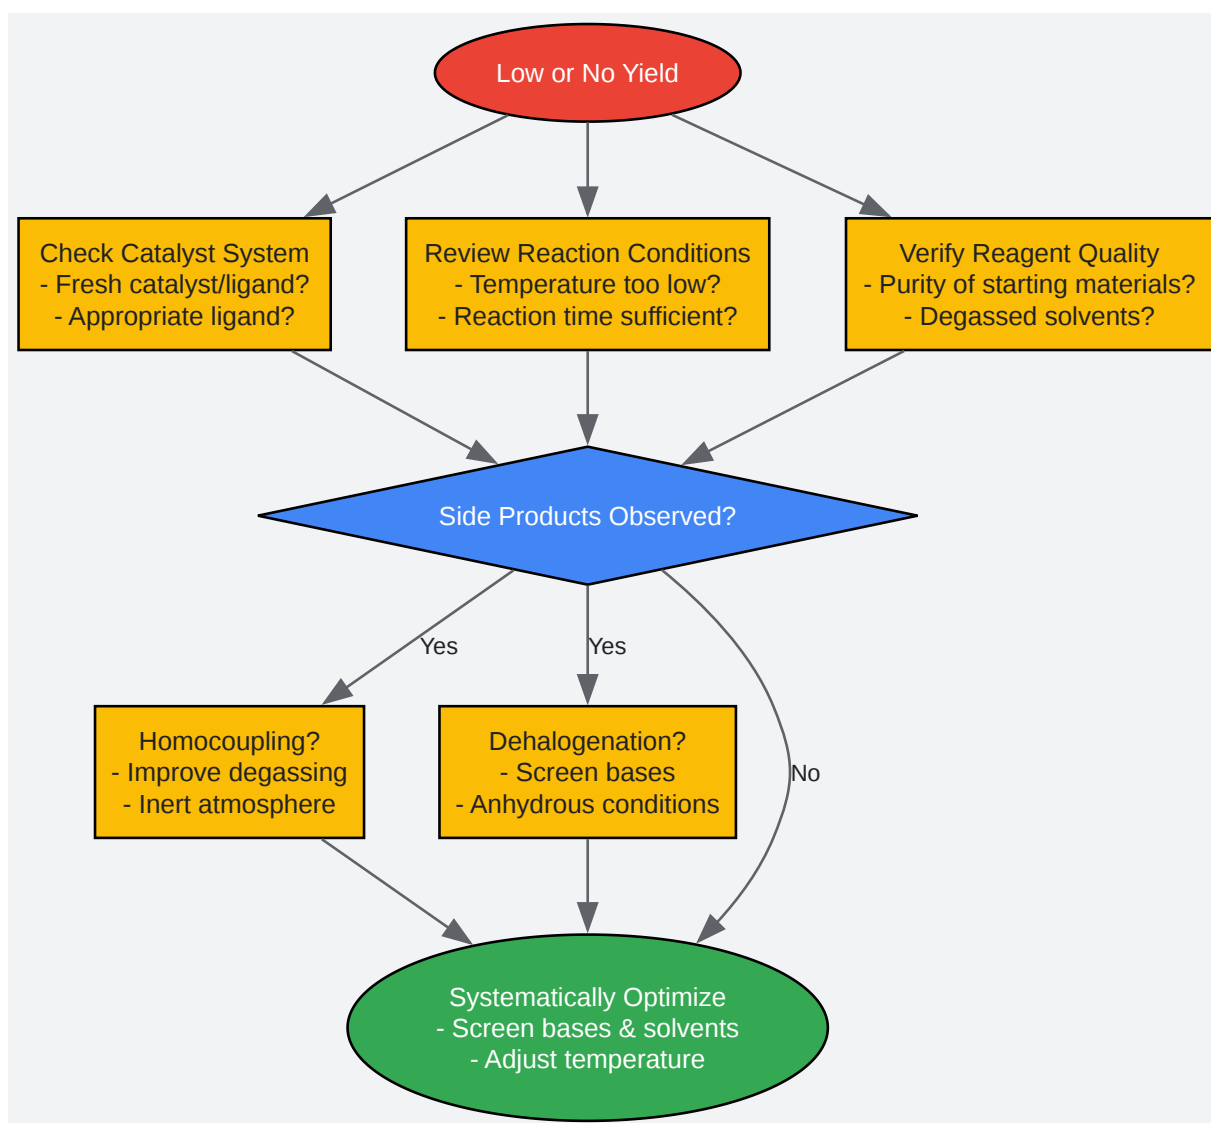 Low or No Yield
Check Catalyst System
- Fresh catalyst/ligand?
- Appropriate ligand?
Review Reaction Conditions
- Temperature too low?
- Reaction time sufficient?
Verify Reagent Quality
- Purity of starting materials?
- Degassed solvents?
Side Products Observed?
Yes
Yes
No
Homocoupling?
- Improve degassing
- Inert atmosphere
Dehalogenation?
- Screen bases
- Anhydrous conditions
Systematically Optimize
- Screen bases & solvents
- Adjust temperature